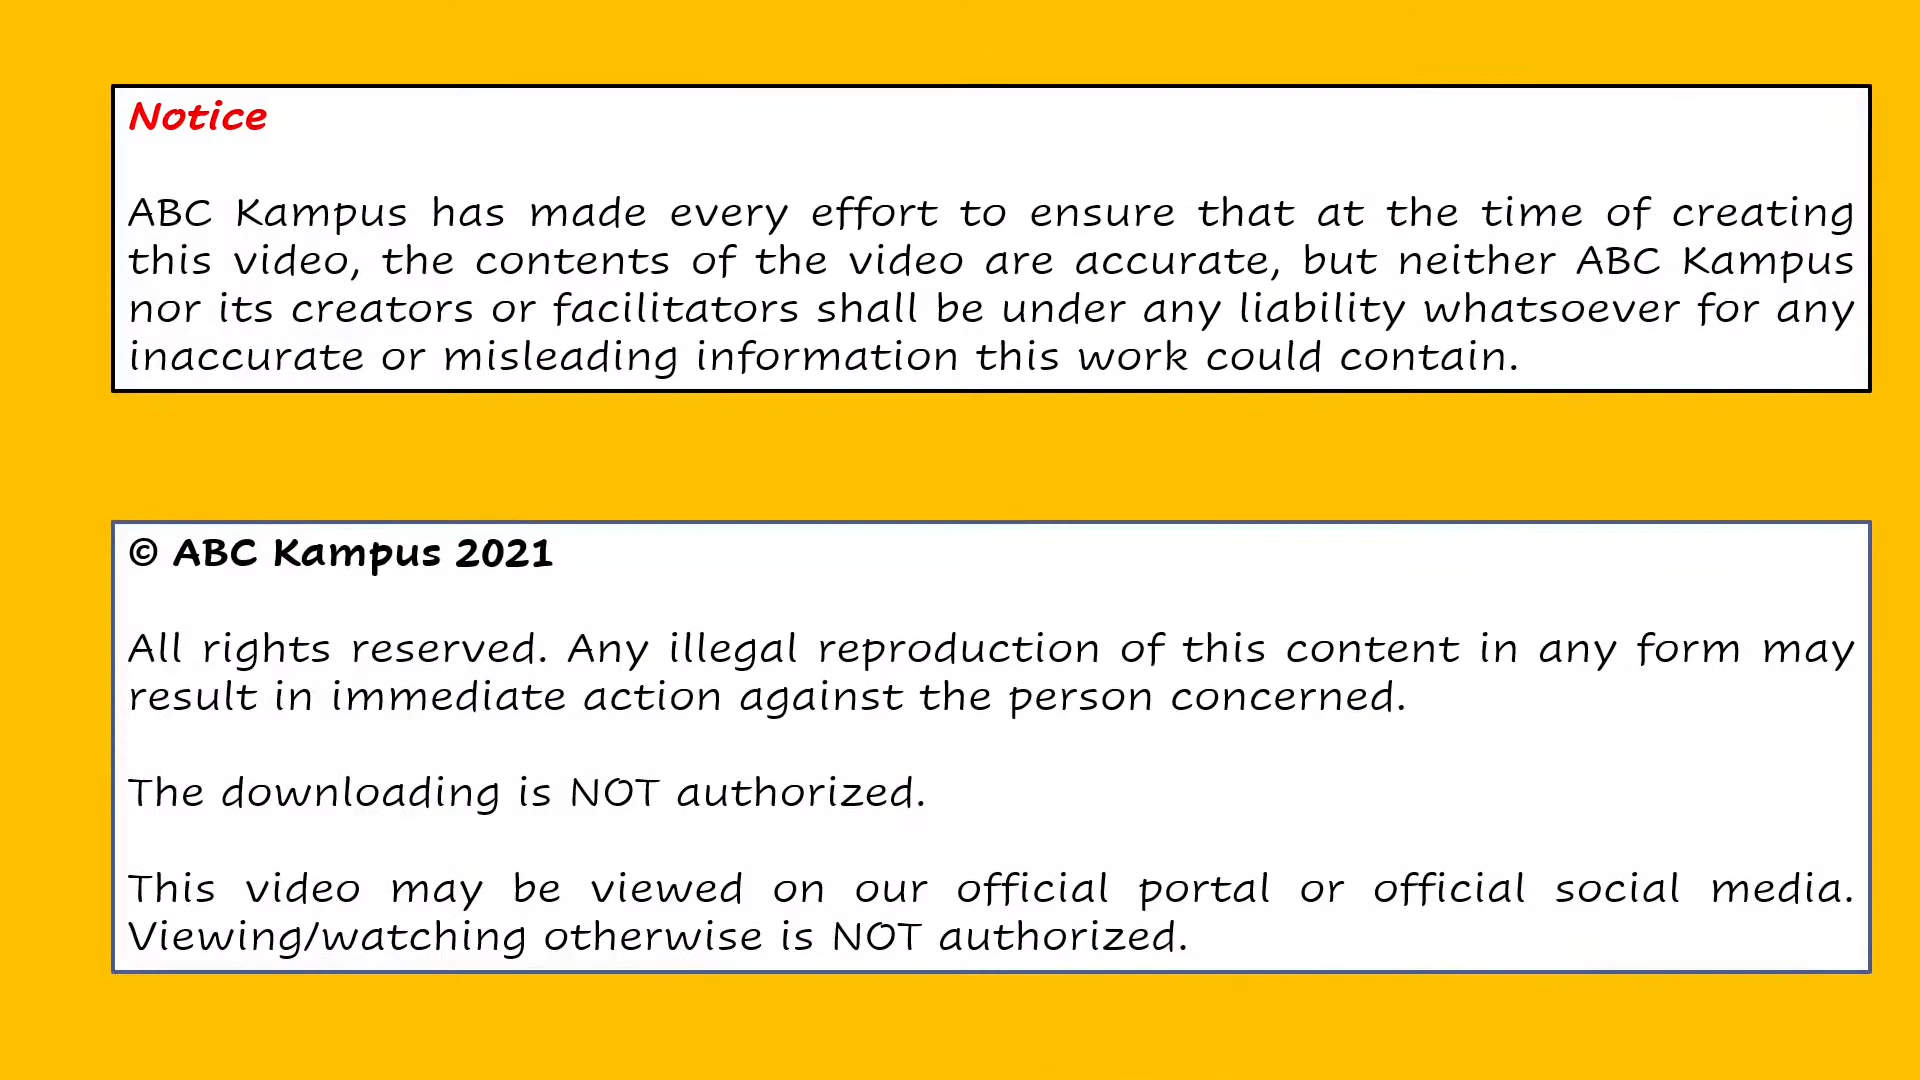 Notice
ABC Kampus has made every effort to ensure that at the time of creating
this video, the contents of the video are accurate, but neither ABC Kampus
nor its creators or facilitators shall be under any liability whatsoever for any
inaccurate or misleading information this work could contain.
© ABC Kampus 2021
All rights reserved. Any illegal reproduction of this content in any form may
result in immediate action against the person concerned.
The downloading is NOT authorized.
This video may be viewed on our official portal or official social media.
Viewing/watching otherwise is NOT authorized.